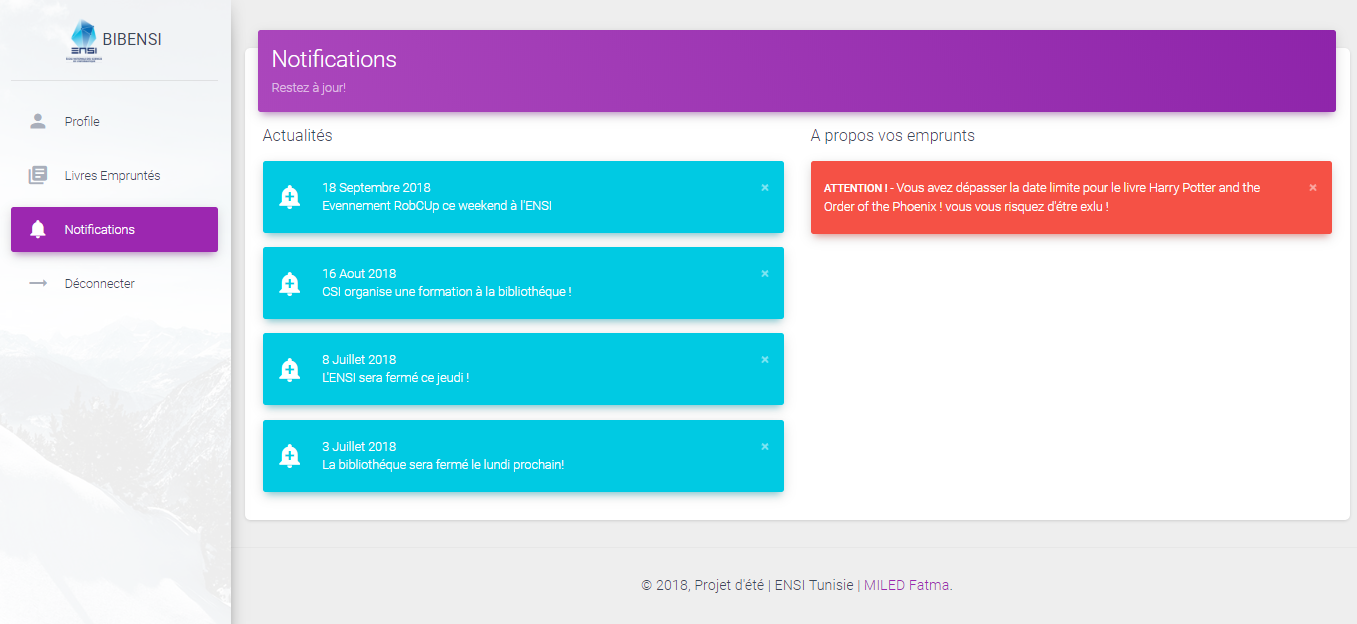 ENSI
BIBENSI
Profile
Livres Empruntés
Notifications
Déconnecter
Notifications
Restez à jour!
Actualités
18 Septembre 2018
Evennement RobCUp ce weekend à l'ENSI
16 Aout 2018
CSI organise une formation à la bibliothéque !
8 Juillet 2018
L'ENSI sera fermé ce jeudi !
3 Juillet 2018
La bibliothéque sera fermé le lundi prochain!
A propos vos emprunts
ATTENTION ! - Vous avez dépasser la date limite pour le livre Harry Potter and the
Order of the Phoenix ! vous vous risquez d'étre exlu !
© 2018, Projet d'été | ENSI Tunisie | MILED Fatma.